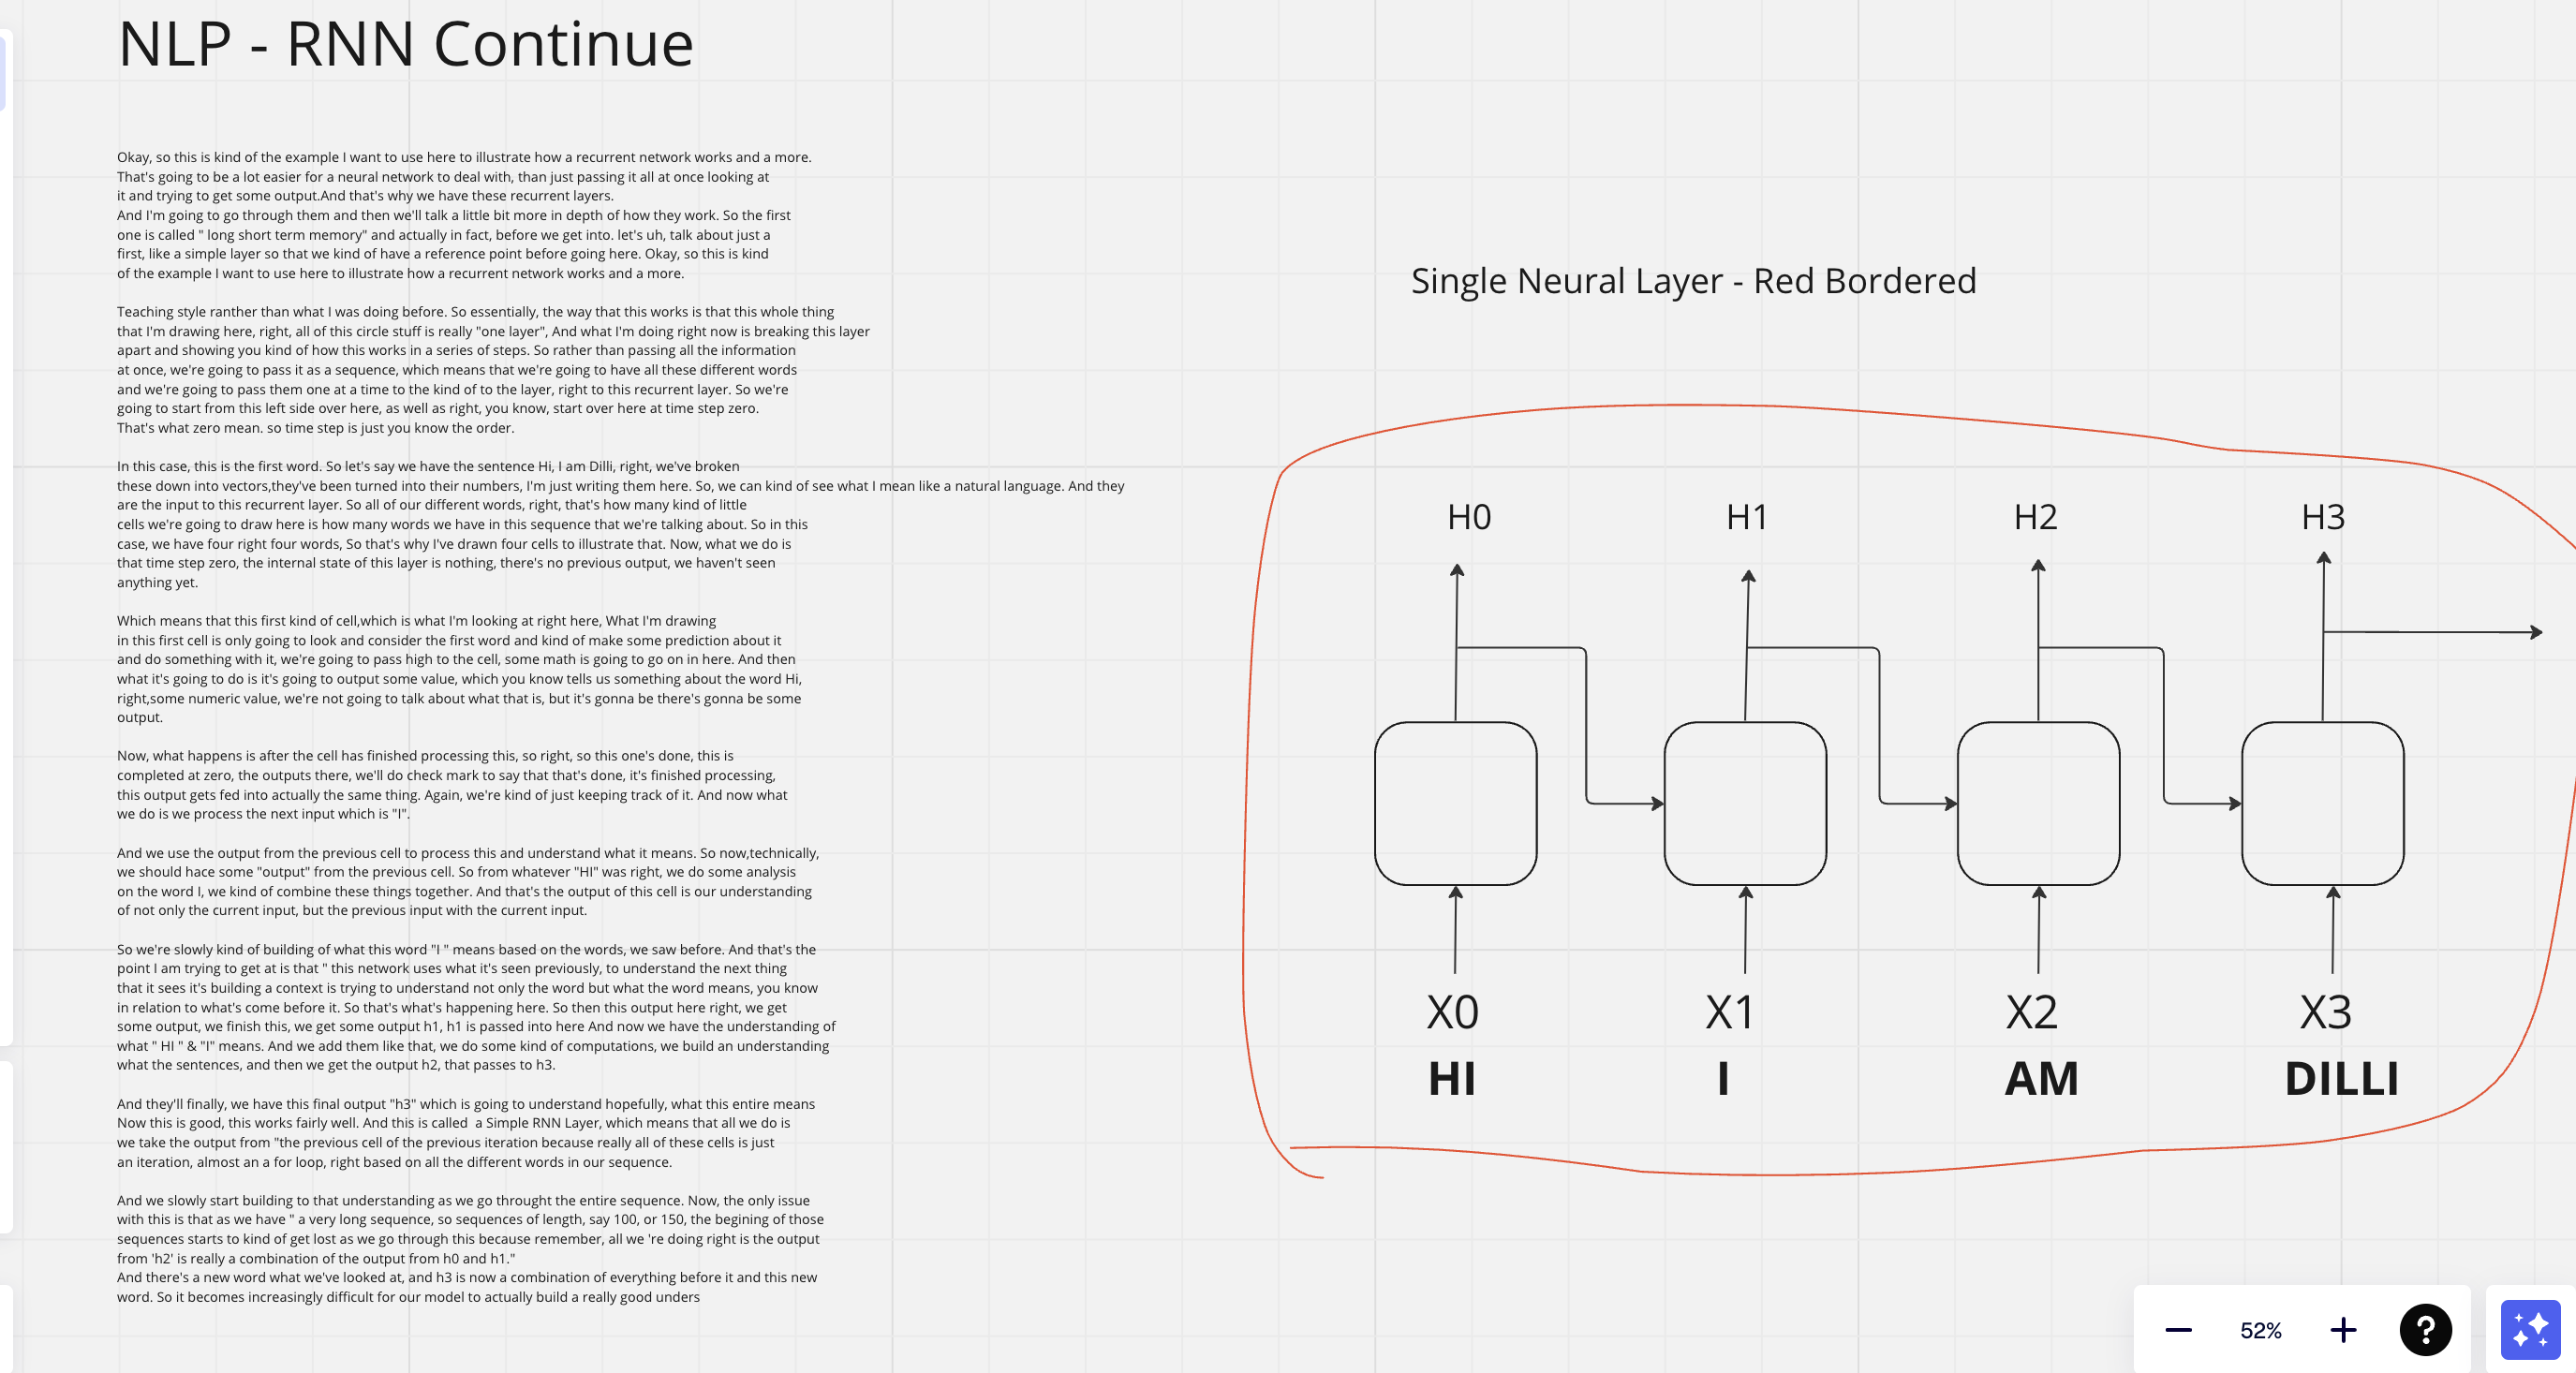 NLP - RNN Continue
Okay, so this is kind of the example I want to use here to illustrate how a recurrent network works and a more.
That's going to be a lot easier for a neural network to deal with, than just passing it all at once looking at
it and trying to get some output.And that's why we have these recurrent layers.
And I'm going to go through them and then we'll talk a little bit more in depth of how they work. So the first
one is called " long short term memory" and actually in fact, before we get into. let's uh, talk about just a
first, like a simple layer so that we kind of have a reference point before going here. Okay, so this is kind
of the example I want to use here to illustrate how a recurrent network works and a more.
Teaching style ranther than what I was doing before. So essentially, the way that this works is that this whole thing
that I'm drawing here, right, all of this circle stuff is really "one layer", And what I'm doing right now is breaking this layer
apart and showing you kind of how this works in a series of steps. So rather than passing all the information
at once, we're going to pass it as a sequence, which means that we're going to have all these different words
and we're going to pass them one at a time to the kind of to the layer, right to this recurrent layer. So we're
going to start from this left side over here, as well as right, you know, start over here at time step zero.
That's what zero mean. so time step is just you know the order.
In this case, this is the first word. So let's say we have the sentence Hi, I am Dilli, right, we've broken
these down into vectors,they've been turned into their numbers, I'm just writing them here. So, we can kind of see what I mean like a natural language. And they
are the input to this recurrent layer. So all of our different words, right, that's how many kind of little
cells we're going to draw here is how many words we have in this sequence that we're talking about. So in this
case, we have four right four words, So that's why I've drawn four cells to illustrate that. Now, what we do is
that time step zero, the internal state of this layer is nothing, there's no previous output, we haven't seen
anything yet.
Which means that this first kind of cell,which is what I'm looking at right here, What I'm drawing
in this first cell is only going to look and consider the first word and kind of make some prediction about it
and do something with it, we're going to pass high to the cell, some math is going to go on in here. And then
what it's going to do is it's going to output some value, which you know tells us something about the word Hi,
right,some numeric value, we're not going to talk about what that is, but it's gonna be there's gonna be some
output.
Now, what happens is after the cell has finished processing this, so right, so this one's done, this is
completed at zero, the outputs there, we'll do check mark to say that that's done, it's finished processing,
this output gets fed into actually the same thing. Again, we're kind of just keeping track of it. And now what
we do is we process the next input which is "I".
And we use the output from the previous cell to process this and understand what it means. So now,technically,
we should hace some "output" from the previous cell. So from whatever "HI" was right, we do some analysis
on the word I, we kind of combine these things together. And that's the output of this cell is our understanding
of not only the current input, but the previous input with the current input.
So we're slowly kind of building of what this word "I " means based on the words, we saw before. And that's the
point I am trying to get at is that " this network uses what it's seen previously, to understand the next thing
that it sees it's building a context is trying to understand not only the word but what the word means, you know
in relation to what's come before it. So that's what's happening here. So then this output here right, we get
some output, we finish this, we get some output h1, h1 is passed into here And now we have the understanding of
what " HI " & "I" means. And we add them like that, we do some kind of computations, we build an understanding
what the sentences, and then we get the output h2, that passes to h3.
And they'll finally, we have this final output "h3" which is going to understand hopefully, what this entire means
Now this is good, this works fairly well. And this is called  a Simple RNN Layer, which means that all we do is
we take the output from "the previous cell of the previous iteration because really all of these cells is just
an iteration, almost an a for loop, right based on all the different words in our sequence.
And we slowly start building to that understanding as we go throught the entire sequence. Now, the only issue
with this is that as we have " a very long sequence, so sequences of length, say 100, or 150, the begining of those
sequences starts to kind of get lost as we go through this because remember, all we 're doing right is the output
from 'h2' is really a combination of the output from h0 and h1."
And there's a new word what we've looked at, and h3 is now a combination of everything before it and this new
word. So it becomes increasingly difficult for our model to actually build a really good unders
Single Neural Layer - Red Bordered
H0 H1 H2 H3
X0 X1 X2 X3
HI I AM DILLI
52%